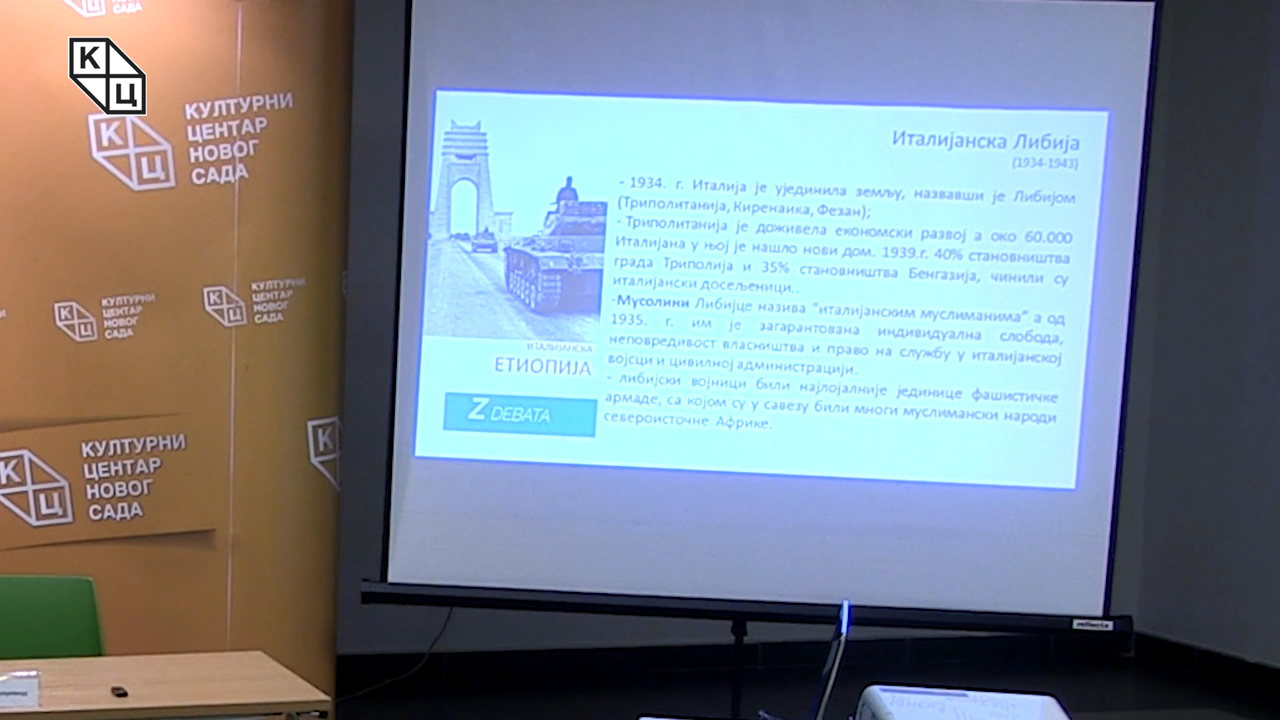 К
Ц
КУЛТУРНИ
ЦЕНТАР
НОВОГ
САДА
К
Ц
КУЛТУРНИ
ЦЕНТАР
НОВОГ
САДА
К
Ц
КУЛТУРНИ
ЦЕНТАР
НОВОГ
САДА
К
Ц
КУЛТУРНИ
ЦЕНТАР
НОВОГ
САДА
К
Ц
К
САДА
Италијанска Либија
(1934-1943)
- 1934. г. Италија је ујединила земљу, назвавши је Либијом
(Триполитанија, Киренаика, Фезан);
- Триполитанија је доживела економски развој а око 60.000
Италијана у њој је нашло нови дом. 1939.г. 40% становништва
града Триполија и 35% становништва Бенгазија, чинили су
италијански досељеници..
-Мусолини Либијце назива “италијанским муслиманима” а од
1935. г. им је загарантована индивидуална слобода,
неповредивост власништва и право на службу у италијанској
војсци и цивилној администрацији.
- либијски војници били најлојалније јединице фашистичке
армаде, са којом су у савезу били многи муслимански народи
североисточне Африке.
ИТАЛИЈАНСКА
ЕТИОПИЈА
Z DEBATA
reflecta